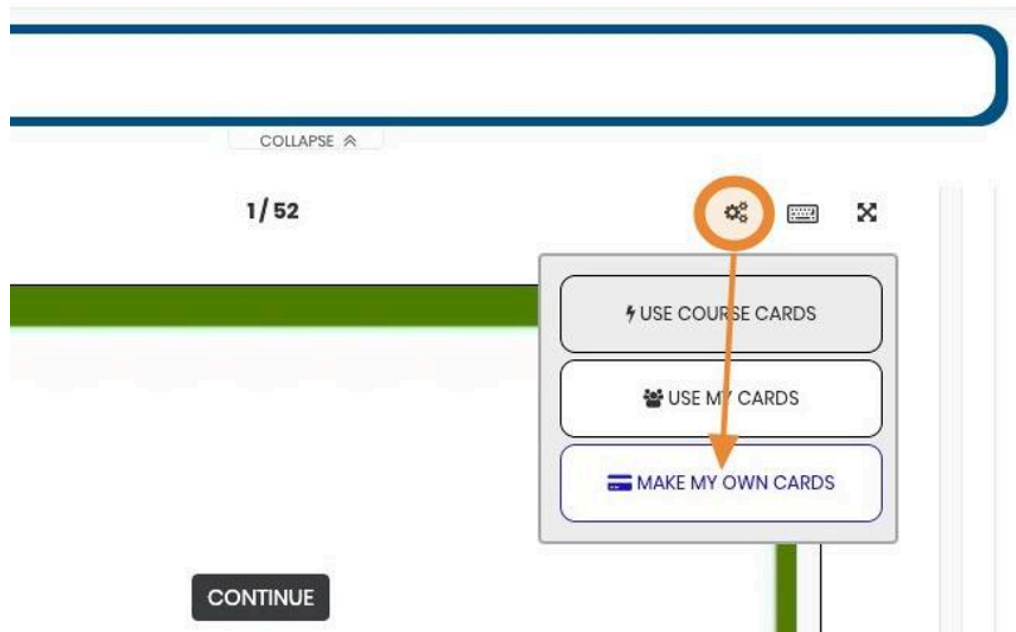 COLLAPSE
1/52
USE COURSE CARDS
USE MY CARDS
MAKE MY OWN CARDS
CONTINUE